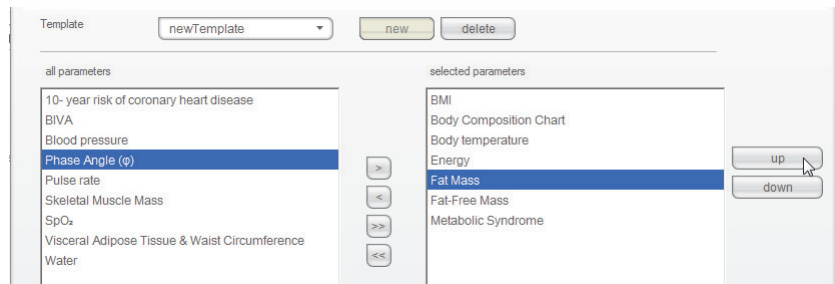 Template
newTemplate
new
delete
all parameters
selected parameters
10- year risk of coronary heart disease
BIVA
Blood pressure
Phase Angle (φ)
Pulse rate
Skeletal Muscle Mass
SpO₂
Visceral Adipose Tissue & Waist Circumference
Water
>
<
>>
<<
BMI
Body Composition Chart
Body temperature
Energy
Fat Mass
Fat-Free Mass
Metabolic Syndrome
up
down